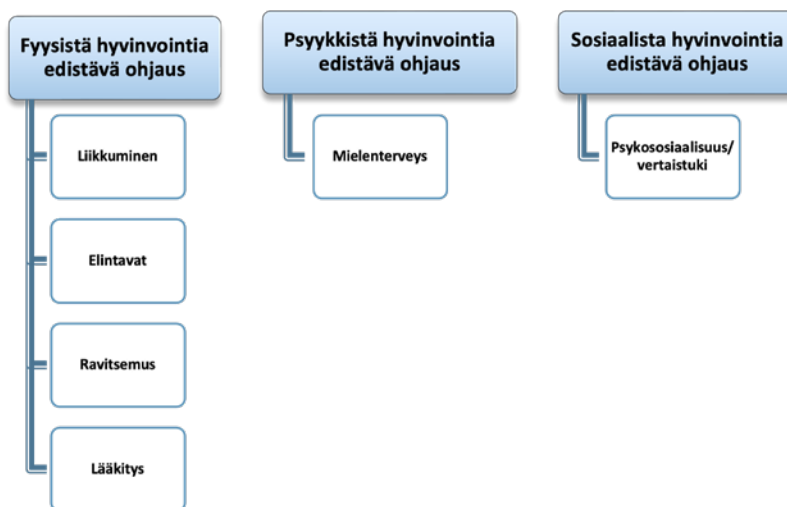 Fyysistä hyvinvointia
edistävä ohjaus
Liikkuminen
Elintavat
Ravitsemus
Lääkitys
Psyykkistä hyvinvointia
edistävä ohjaus
Mielenterveys
Sosiaalista hyvinvointia
edistävä ohjaus
Psykososiaalisuus/
vertaistuki